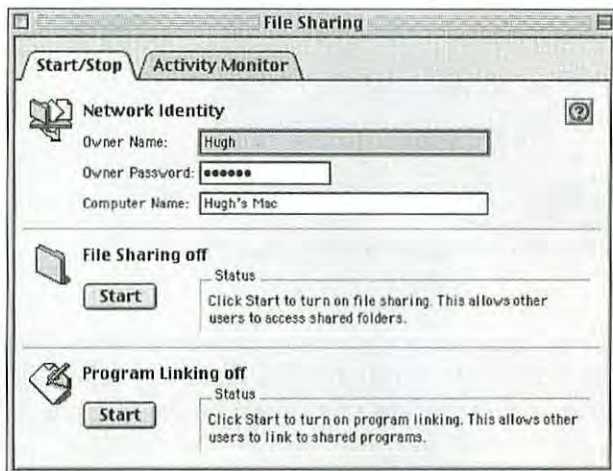 File Sharing
Start/Stop
Activity Monitor
Network Identity
Owner Name: Hugh
Owner Password: ••••••
Computer Name: Hugh's Mac
File Sharing off
Start
Status
Click Start to turn on file sharing. This allows other
users to access shared folders.
Program Linking off
Start
Status
Click Start to turn on program linking. This allows other
users to link to shared programs.